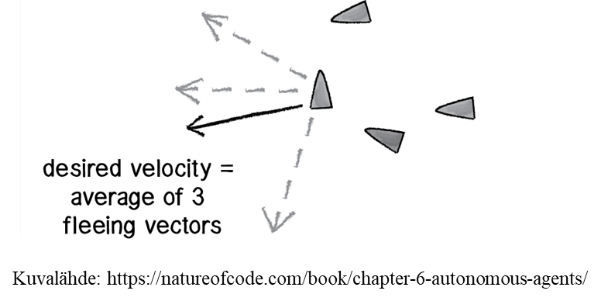 desired velocity =
average of 3
fleeing vectors
Kuvalähde: https://natureofcode.com/book/chapter-6-autonomous-agents/